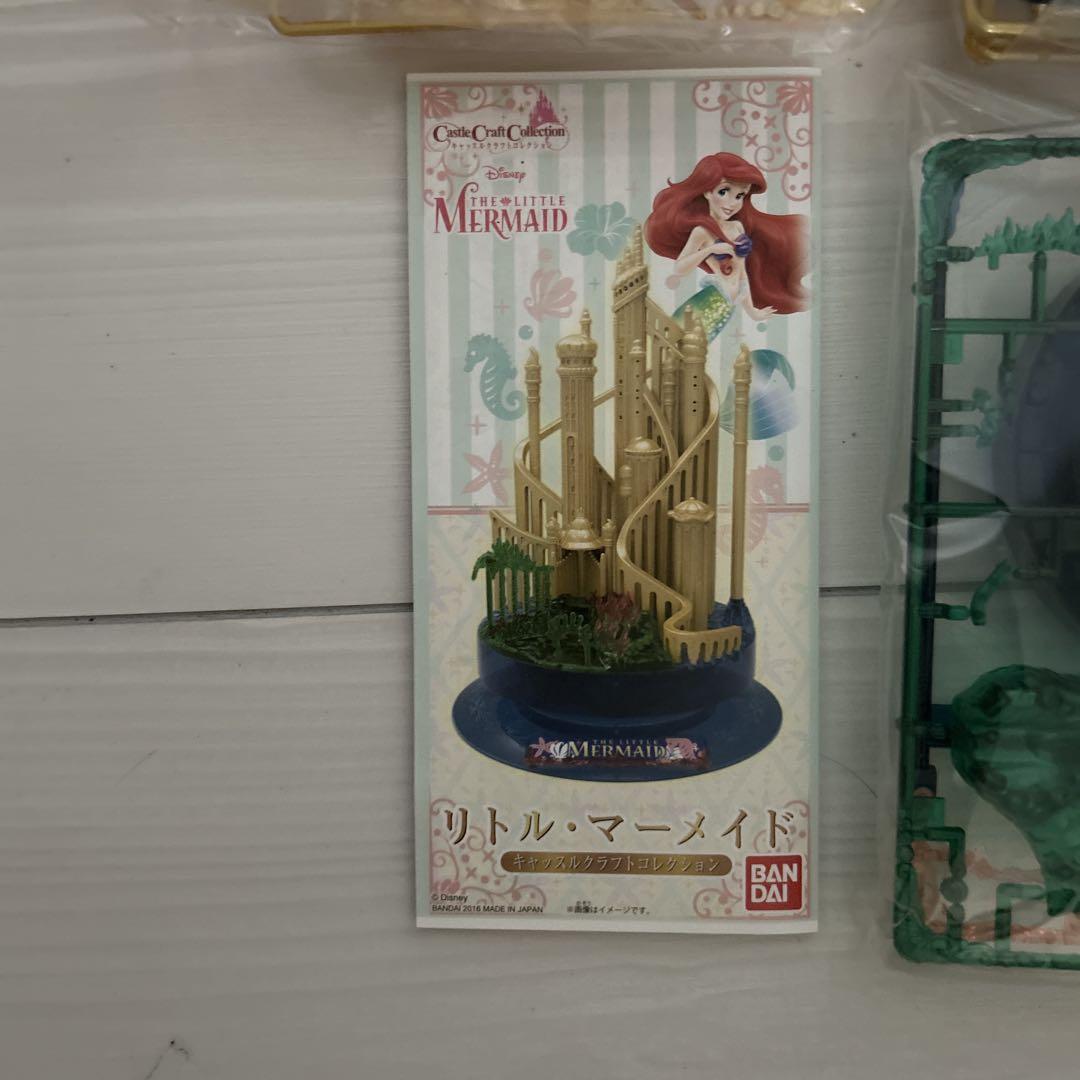 Castle Craft Collection
キャッスルクラフトコレクション
Disney
THE LITTLE
MERMAID
THE LITTLE
MERMAID
リトル・マーメイド
キャッスルクラフトコレクション
BAN
DAI
© Disney
BANDAI 2016 MADE IN JAPAN
※画像はイメージです。